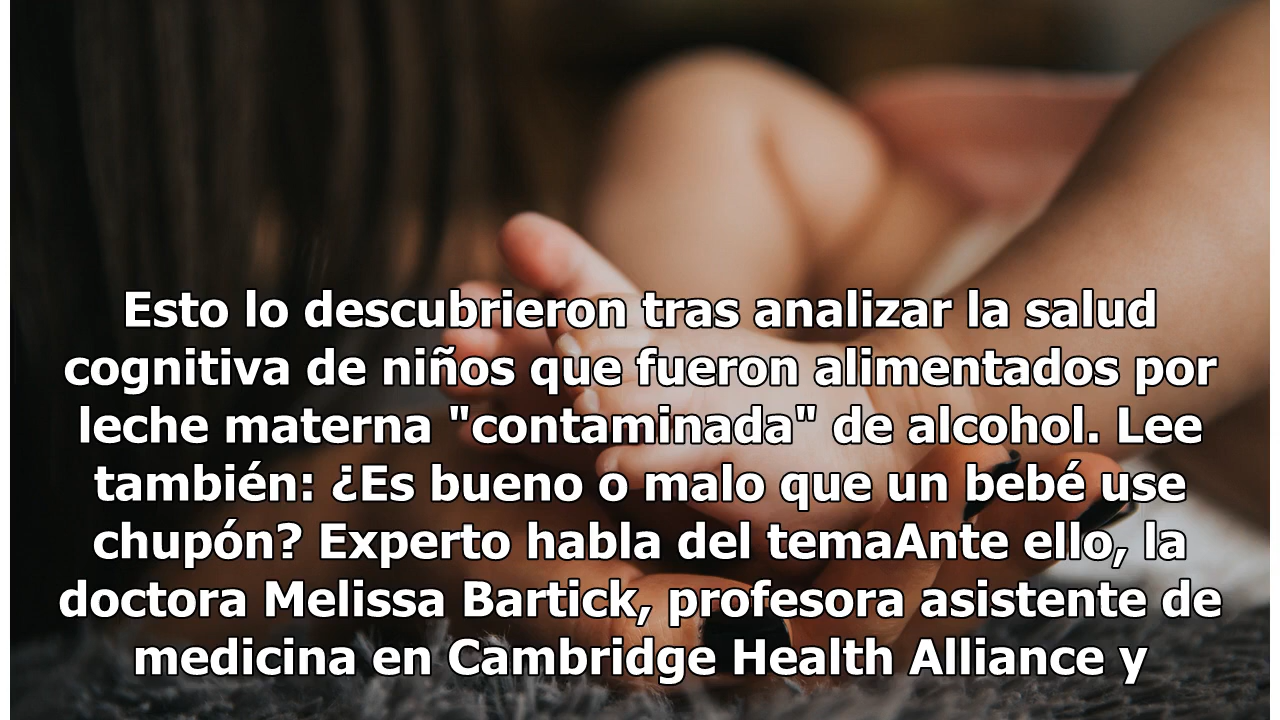 Esto lo descubrieron tras analizar la salud
cognitiva de niños que fueron alimentados por
leche materna "contaminada" de alcohol. Lee
también: ¿Es bueno o malo que un bebé use
chupón? Experto habla del temaAnte ello, la
doctora Melissa Bartick, profesora asistente de
medicina en Cambridge Health Alliance y